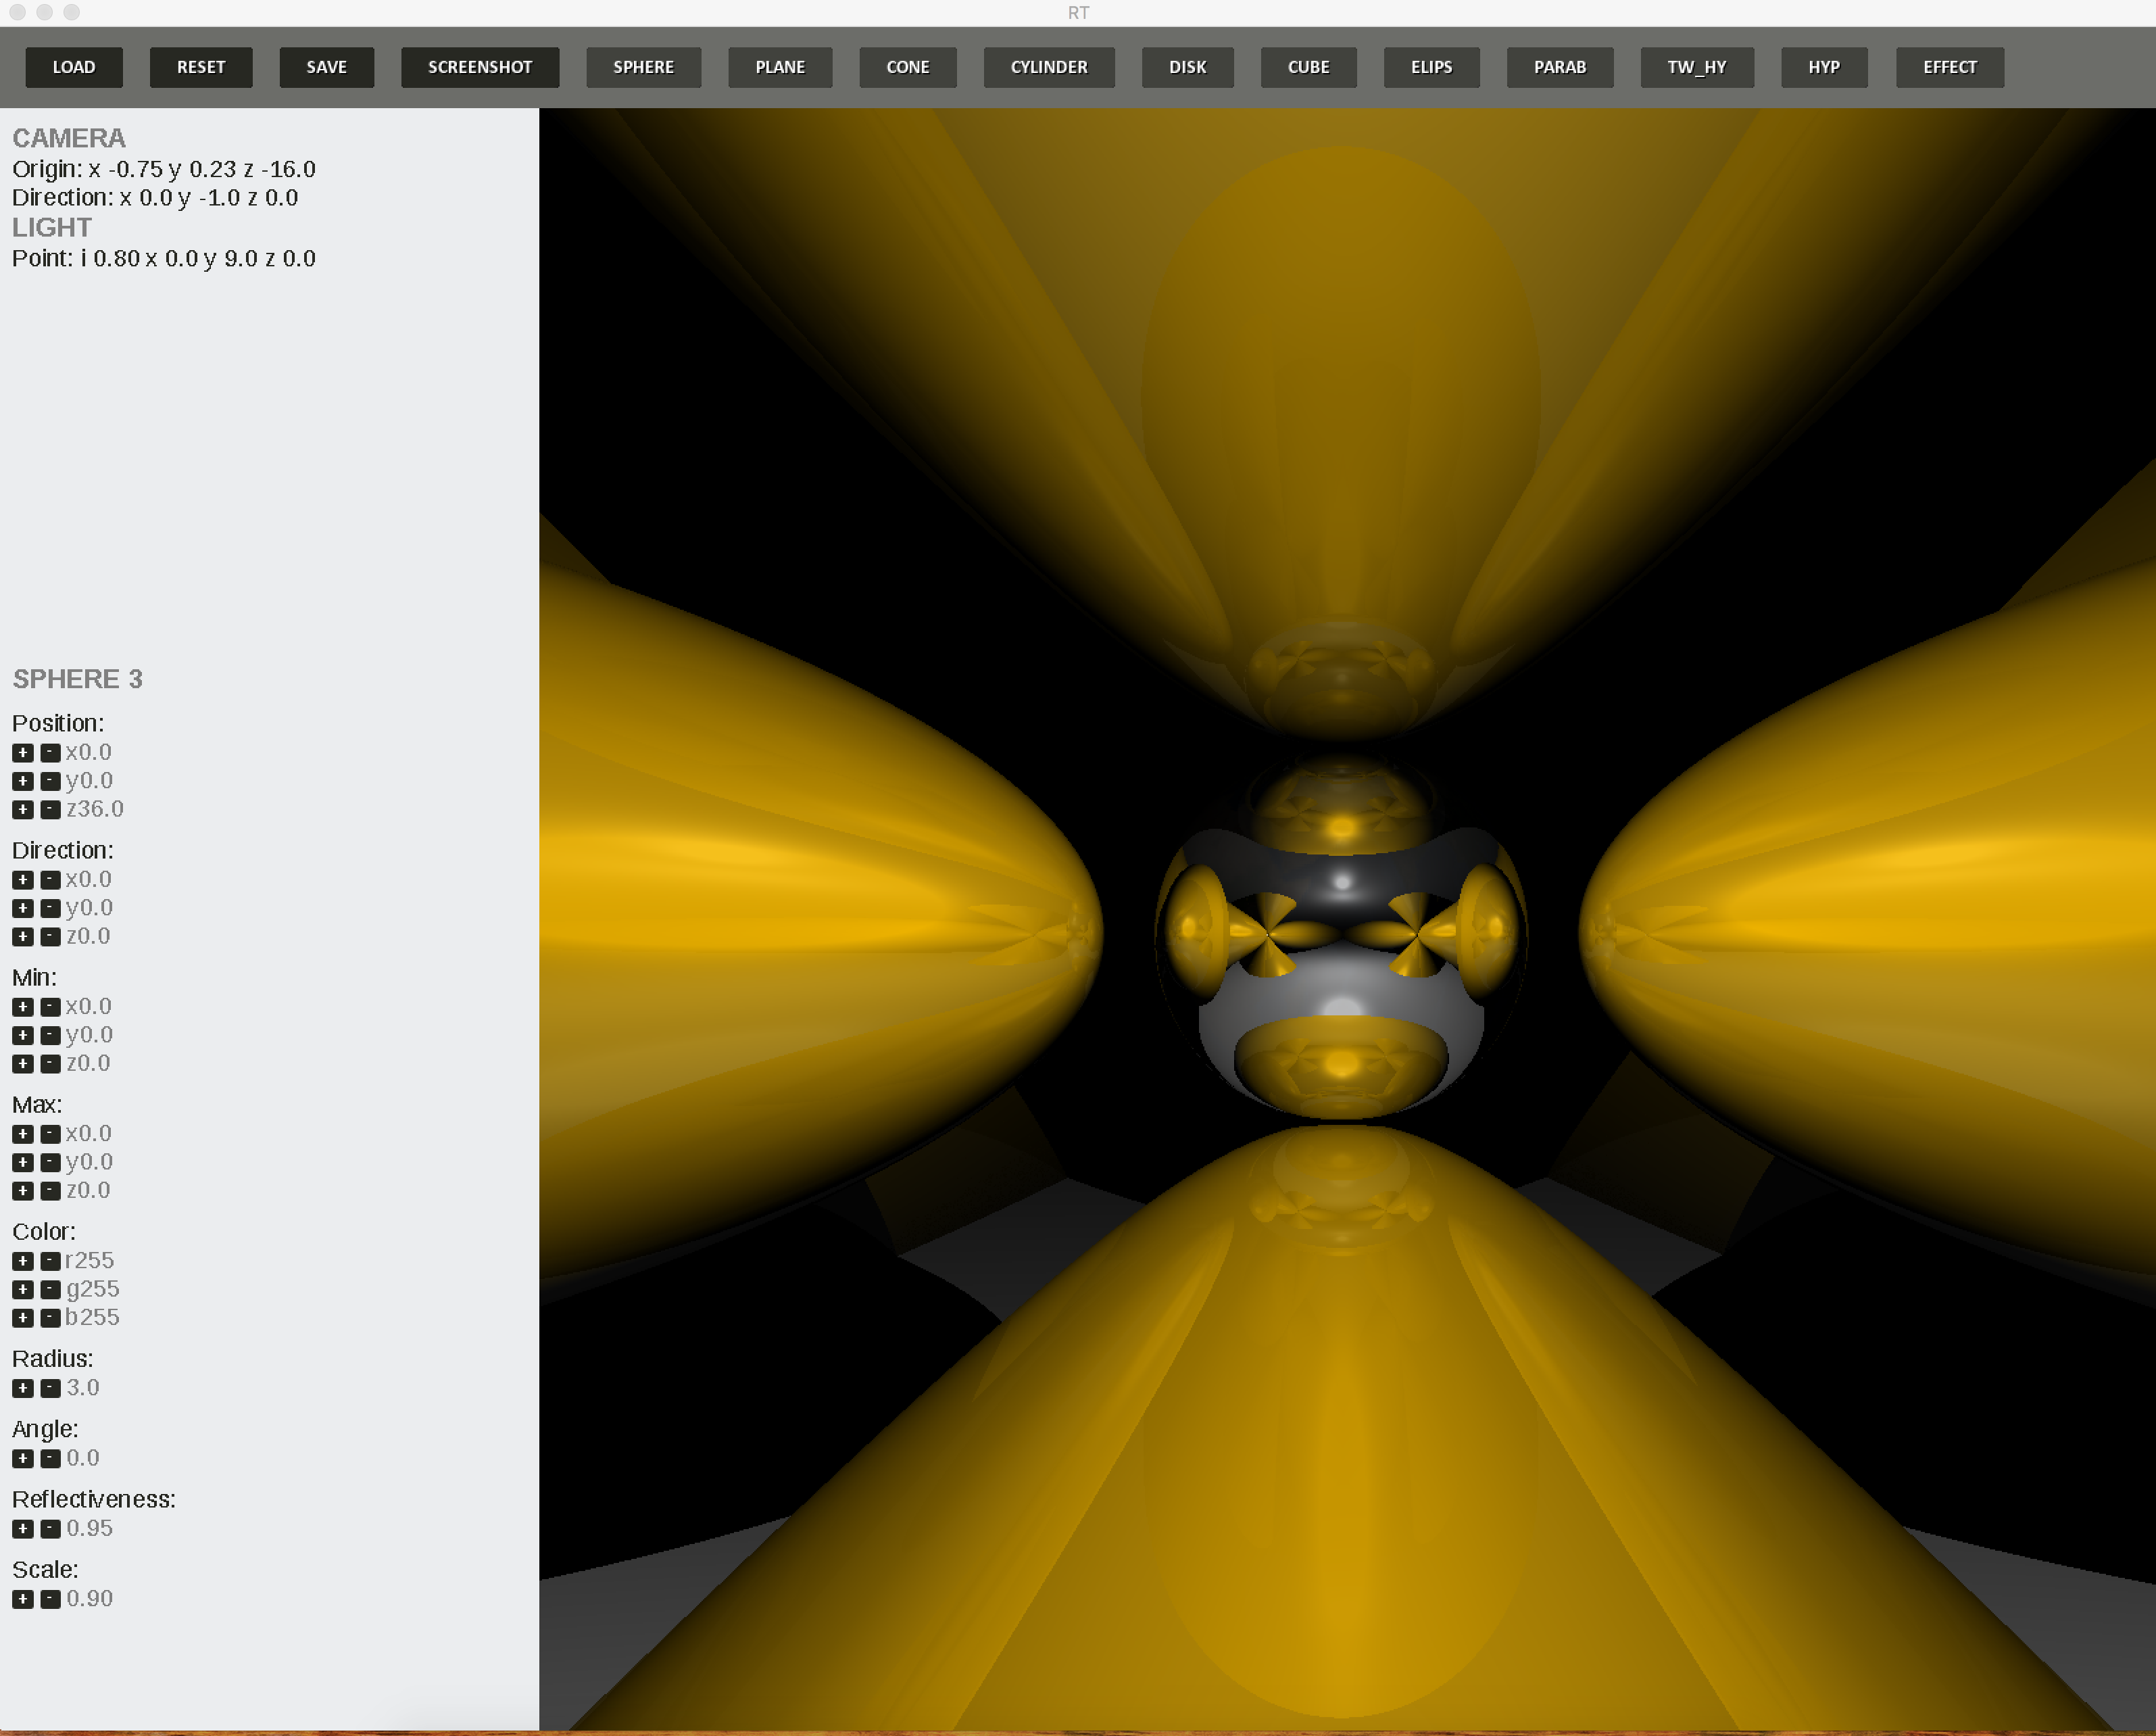 RT
LOAD RESET SAVE SCREENSHOT SPHERE PLANE CONE CYLINDER DISK CUBE ELIPS PARAB TW_HY HYP EFFECT
CAMERA
Origin: x -0.75 y 0.23 z -16.0
Direction: x 0.0 y -1.0 z 0.0
LIGHT
Point: i 0.80 x 0.0 y 9.0 z 0.0
SPHERE 3
Position:
+ - x0.0
+ - y0.0
+ - z36.0
Direction:
+ - x0.0
+ - y0.0
+ - z0.0
Min:
+ - x0.0
+ - y0.0
+ - z0.0
Max:
+ - x0.0
+ - y0.0
+ - z0.0
Color:
+ - r255
+ - g255
+ - b255
Radius:
+ - 3.0
Angle:
+ - 0.0
Reflectiveness:
+ - 0.95
Scale:
+ - 0.90